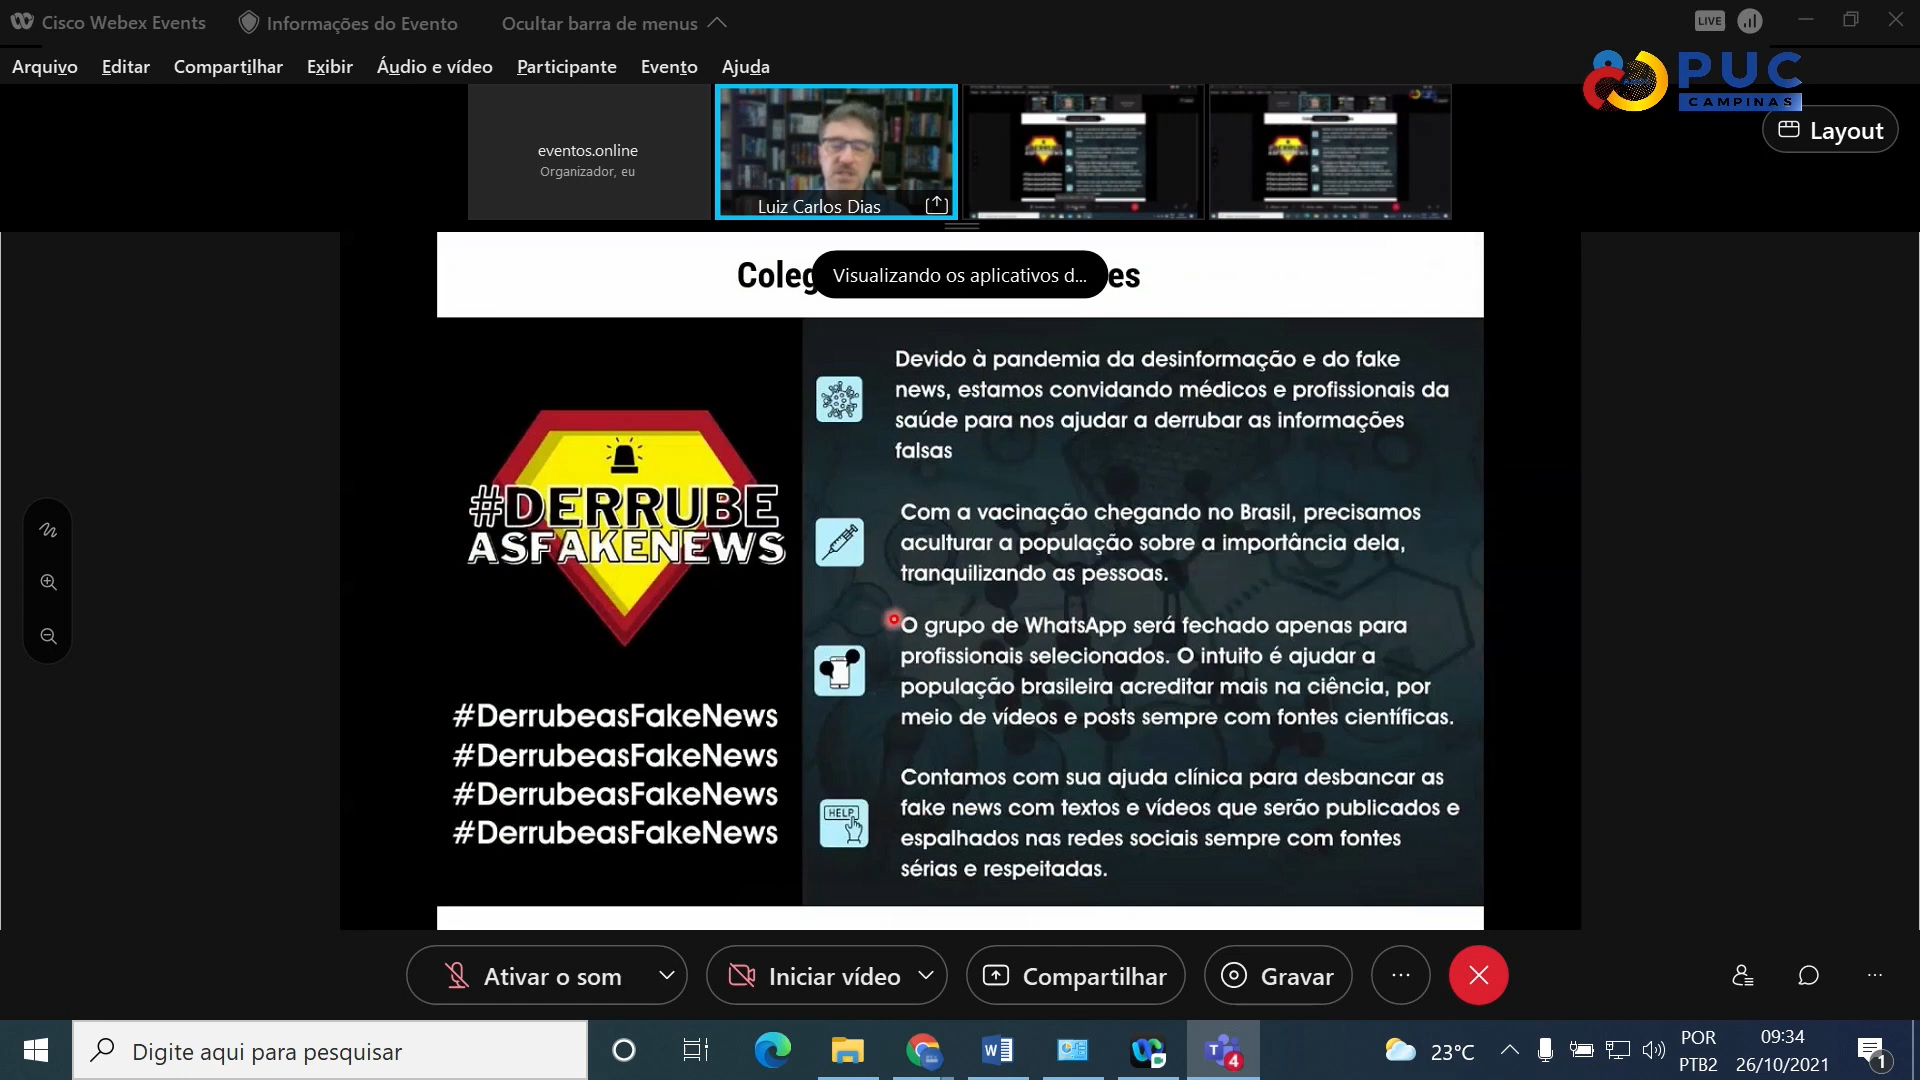 Cisco Webex Events
Informações do Evento
Ocultar barra de menus
LIVE
Arquivo Editar Compartilhar Exibir Áudio e vídeo Participante Evento Ajuda
PUC
CAMPINAS
Layout
eventos.online
Organizador, eu
Luiz Carlos Dias
Visualizando os aplicativos d...
Devido à pandemia da desinformação e do fake
news, estamos convidando médicos e profissionais da
saúde para nos ajudar a derrubar as informações
falsas
Com a vacinação chegando no Brasil, precisamos
aculturar a população sobre a importância dela,
tranquilizando as pessoas.
O grupo de WhatsApp será fechado apenas para
profissionais selecionados. O intuito é ajudar a
população brasileira acreditar mais na ciência, por
meio de vídeos e posts sempre com fontes científicas.
HELP
Contamos com sua ajuda clínica para desbancar as
fake news com textos e vídeos que serão publicados e
espalhados nas redes sociais sempre com fontes
sérias e respeitadas.
#DERRUBE
ASFAKENEWS
#DerrubeasFakeNews
#DerrubeasFakeNews
#DerrubeasFakeNews
#DerrubeasFakeNews
Ativar o som
Iniciar vídeo
Compartilhar
Gravar
Digite aqui para pesquisar
4
23°C
POR
PTB2
09:34
26/10/2021
1